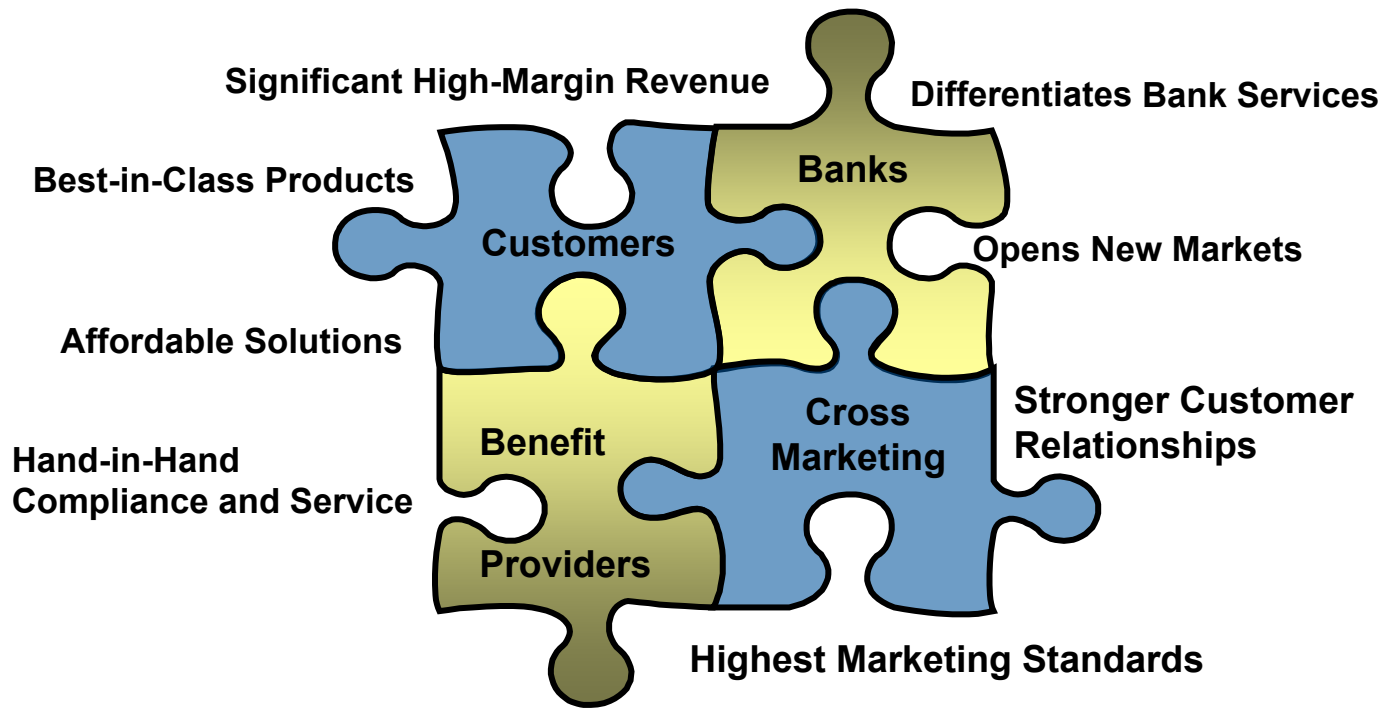 Significant High-Margin Revenue
Differentiates Bank Services
Best-in-Class Products
Banks
Customers
Opens New Markets
Affordable Solutions
Benefit
Providers
Cross
Marketing
Stronger Customer
Relationships
Hand-in-Hand
Compliance and Service
Highest Marketing Standards